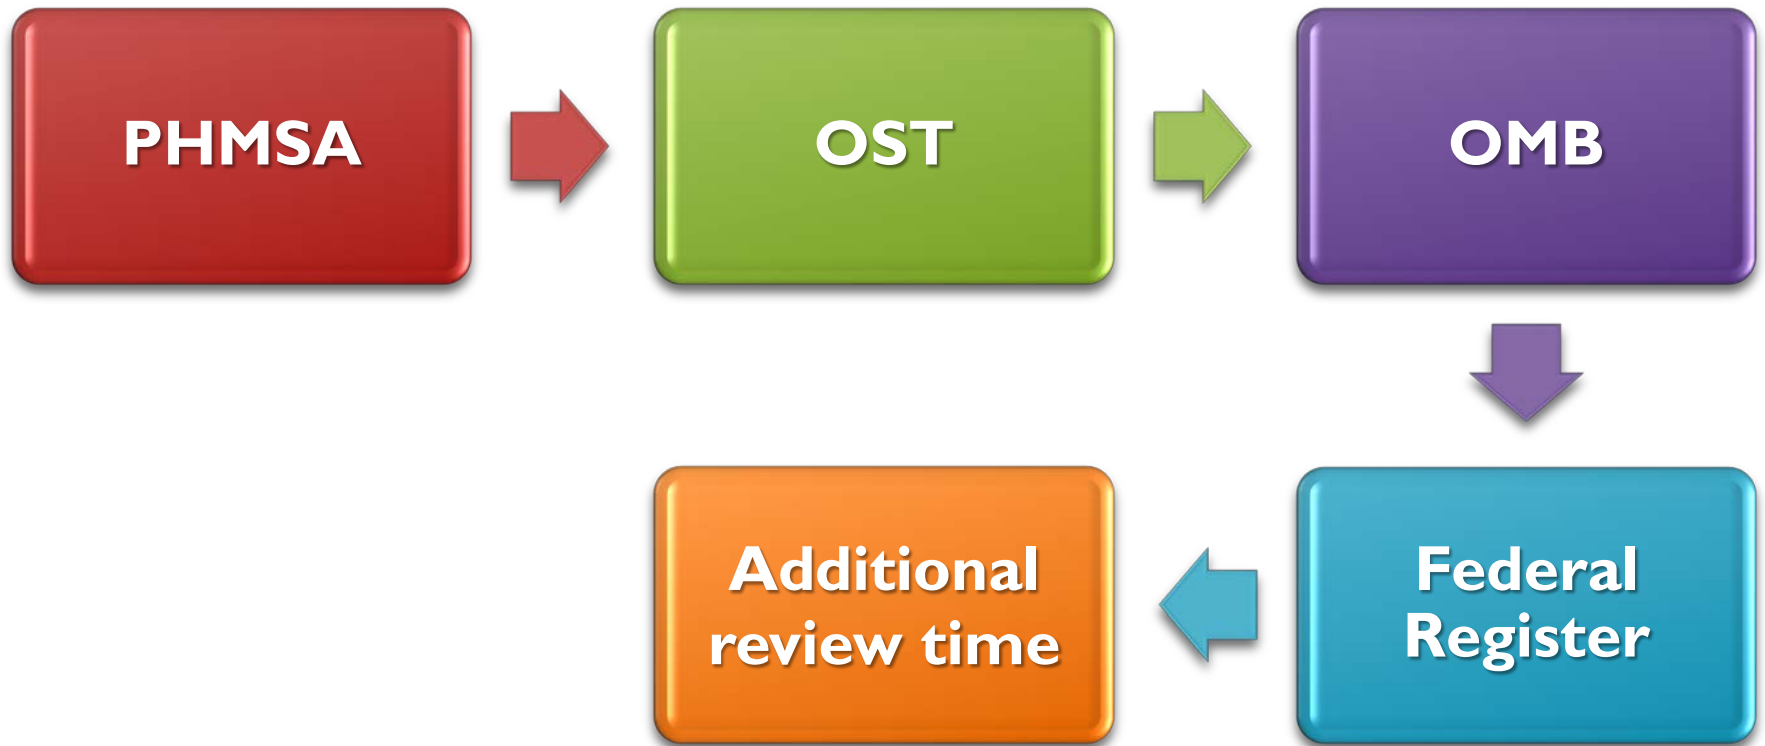 PHMSA
OST
OMB
Federal
Register
Additional
review time